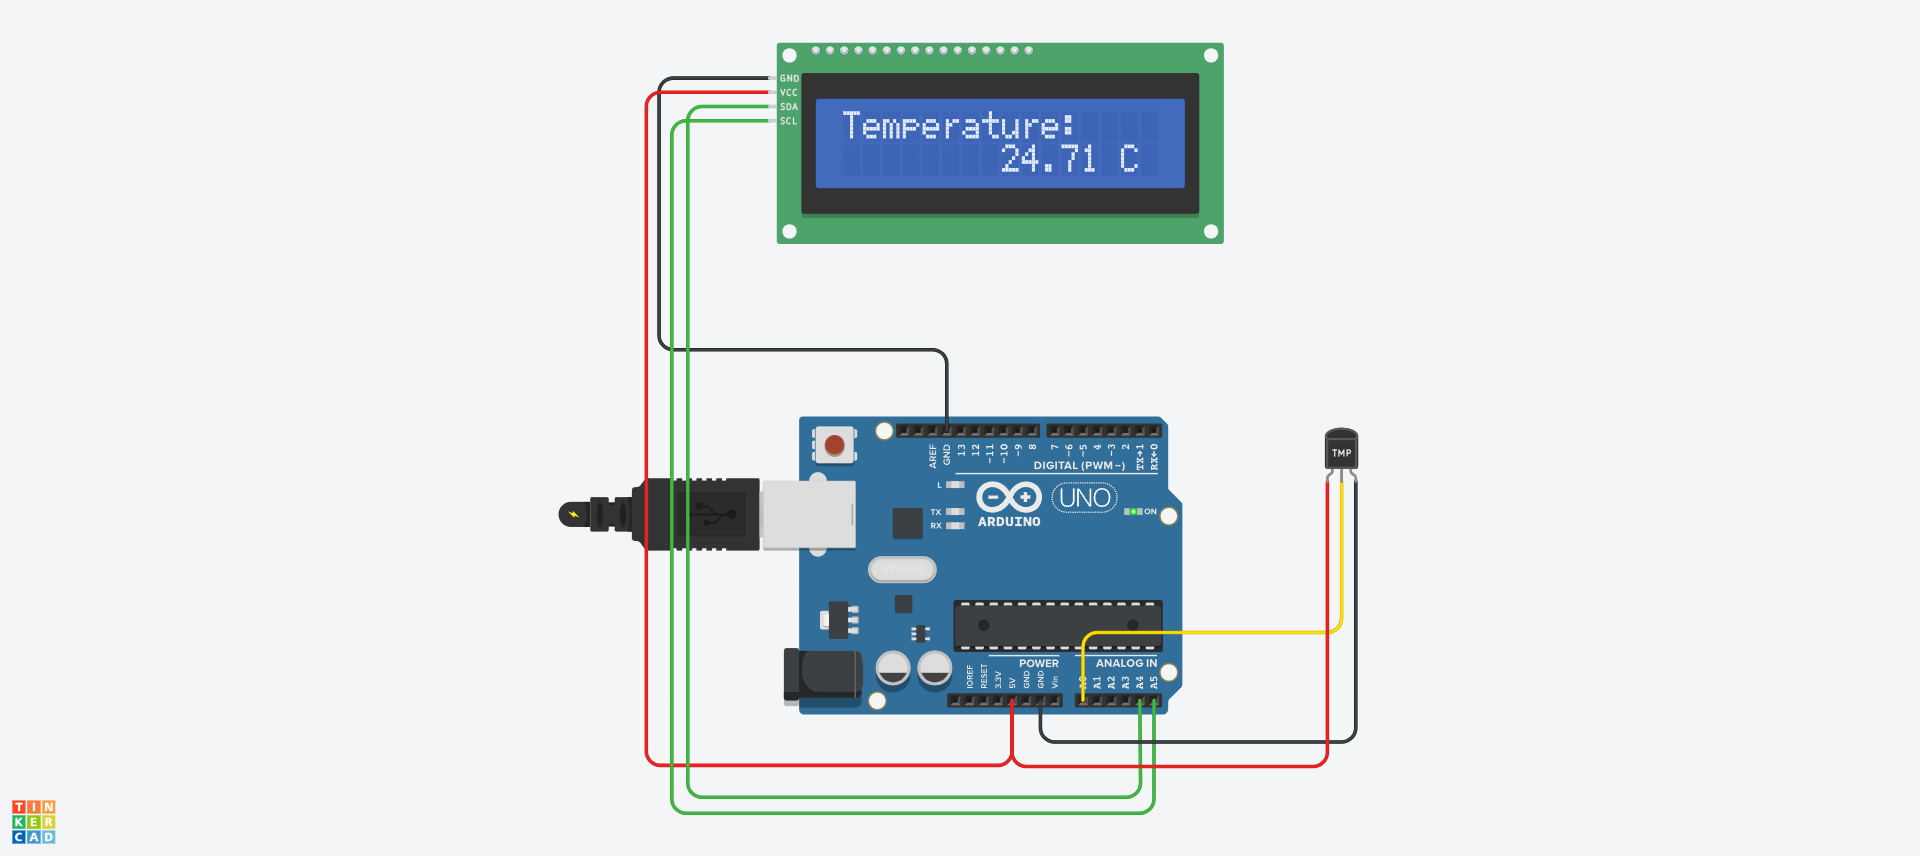 GND
VCC
SDA
SCL
Temperature:
24.71 C
AREF
GND
13
12
~11
~10
~9
8
7
~6
~5
4
~3
2
TX→1
RX←0
DIGITAL (PWM~)
L
TX
RX
ARDUINO
UNO
ON
TMP
POWER
ANALOG IN
IOREF
RESET
3.3V
5V
GND
GND
Vin
A0
A1
A2
A3
A4
A5
TIN
KER
CAD